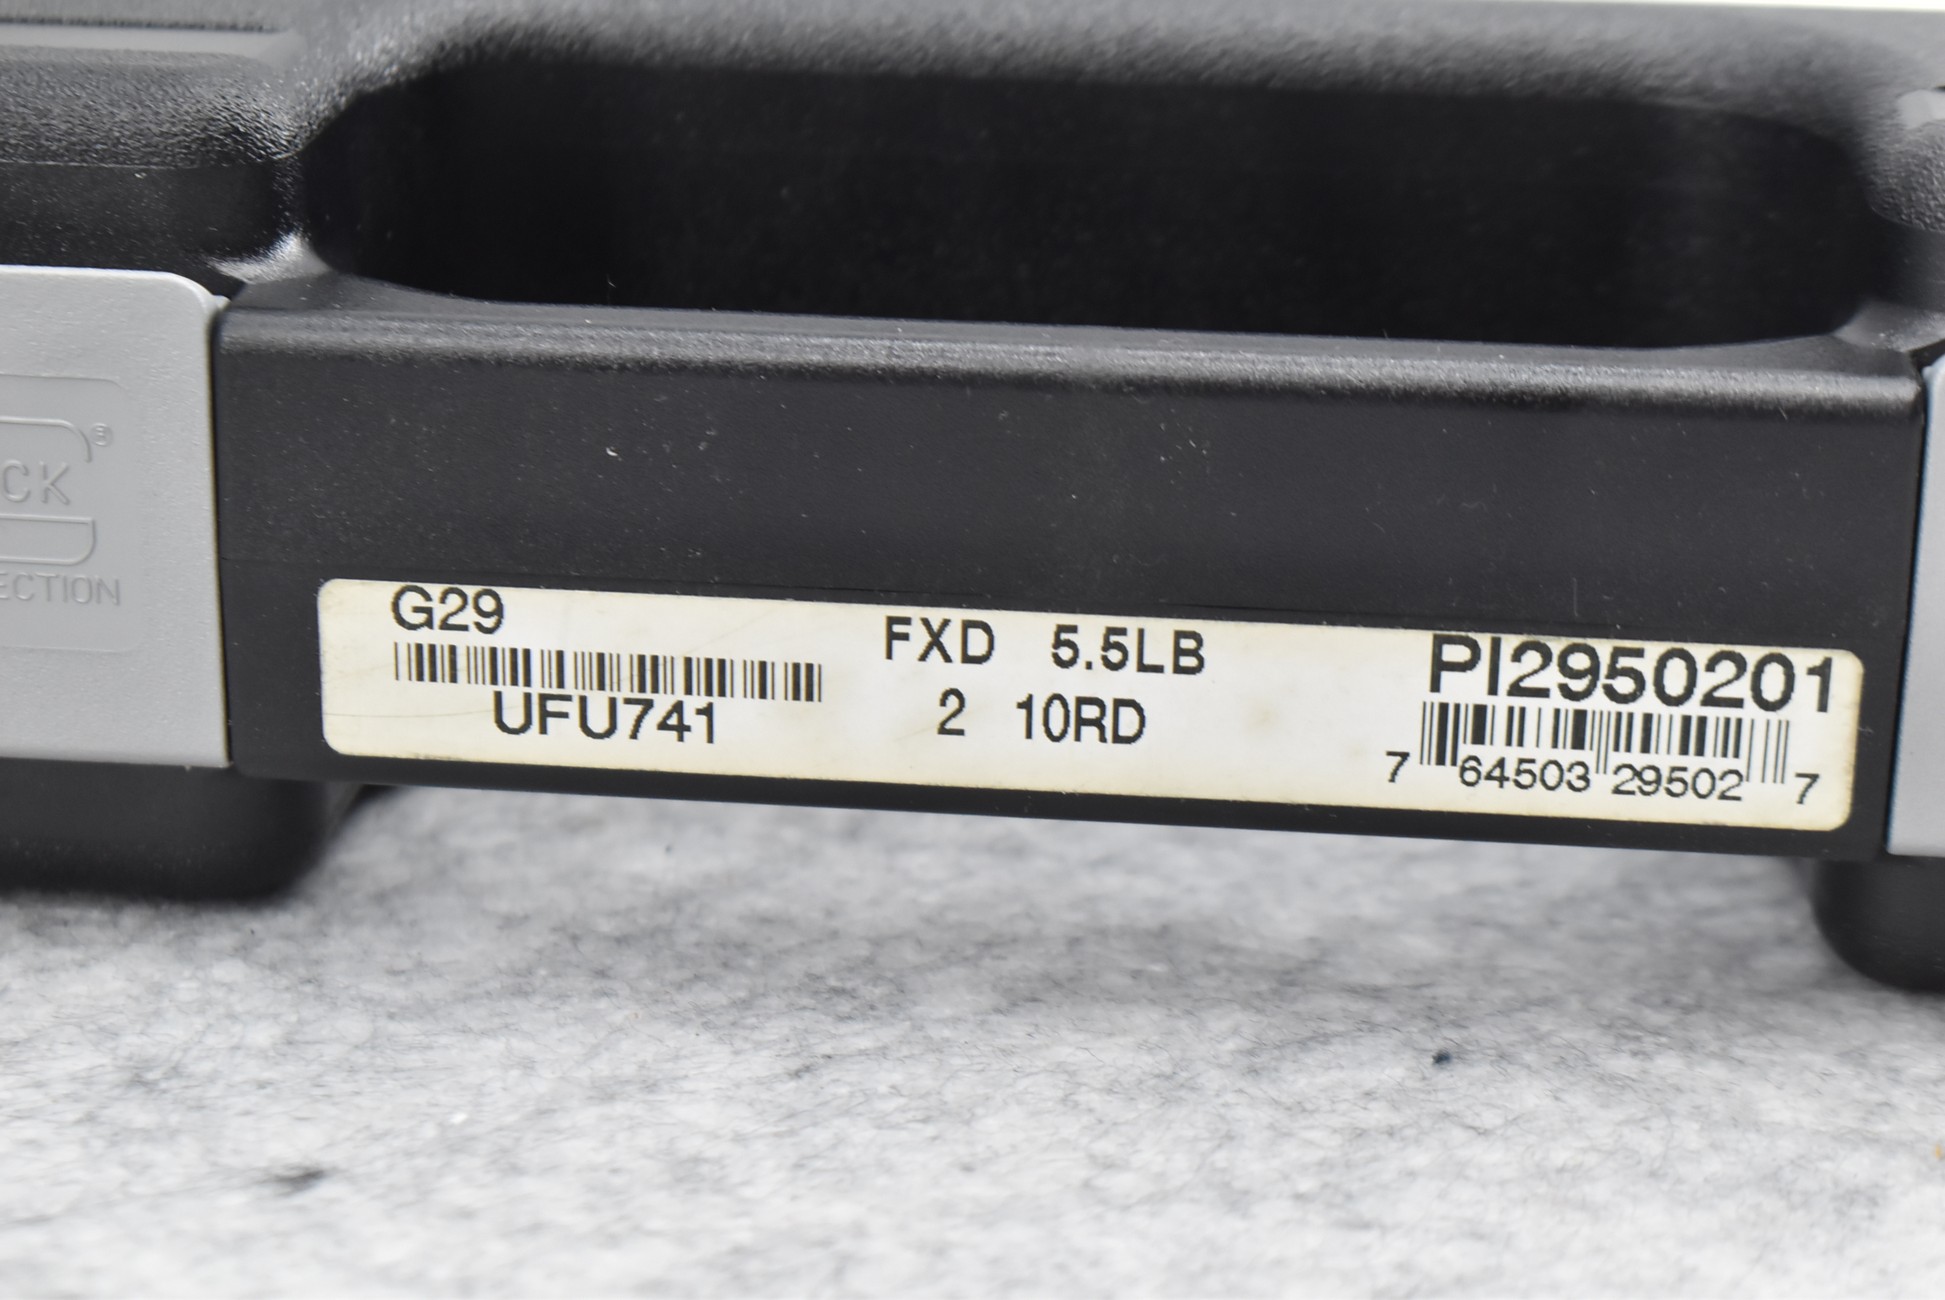 CK®
ECTION
G29
UFU741
FXD 5.5LB
2 10RD
PI2950201
7 64503 29502 7